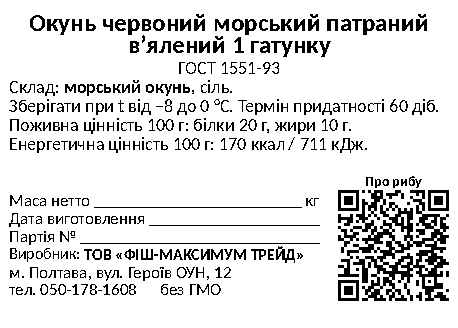 Окунь червоний морський патраний
в’ялений 1 гатунку
ГОСТ 1551-93
Склад: морський окунь, сіль.
Зберігати при t від −8 до 0 °С. Термін придатності 60 діб.
Поживна цінність 100 г: білки 20 г, жири 10 г.
Енергетична цінність 100 г: 170 ккал / 711 кДж.
Про рибу
Маса нетто ______________________ кг
Дата виготовлення __________________
Партія № __________________________
Виробник: ТОВ «ФІШ-МАКСИМУМ ТРЕЙД»
м. Полтава, вул. Героїв ОУН, 12
тел. 050-178-1608 без ГМО